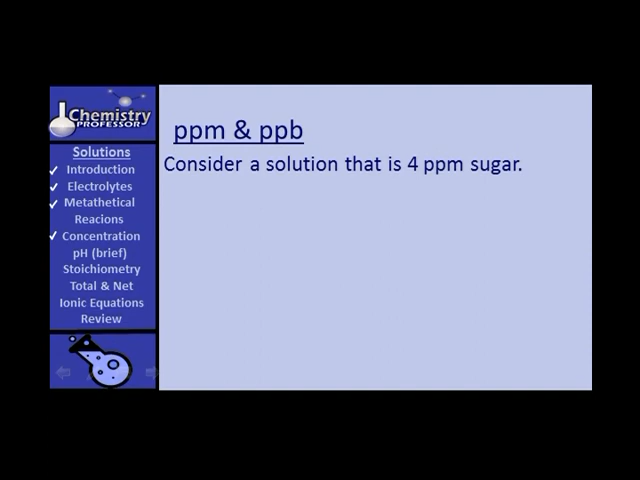 Chemistry
PROFESSOR
Solutions
Introduction
Electrolytes
Metathetical
Reacions
Concentration
pH (brief)
Stoichiometry
Total & Net
Ionic Equations
Review
ppm & ppb
Consider a solution that is 4 ppm sugar.